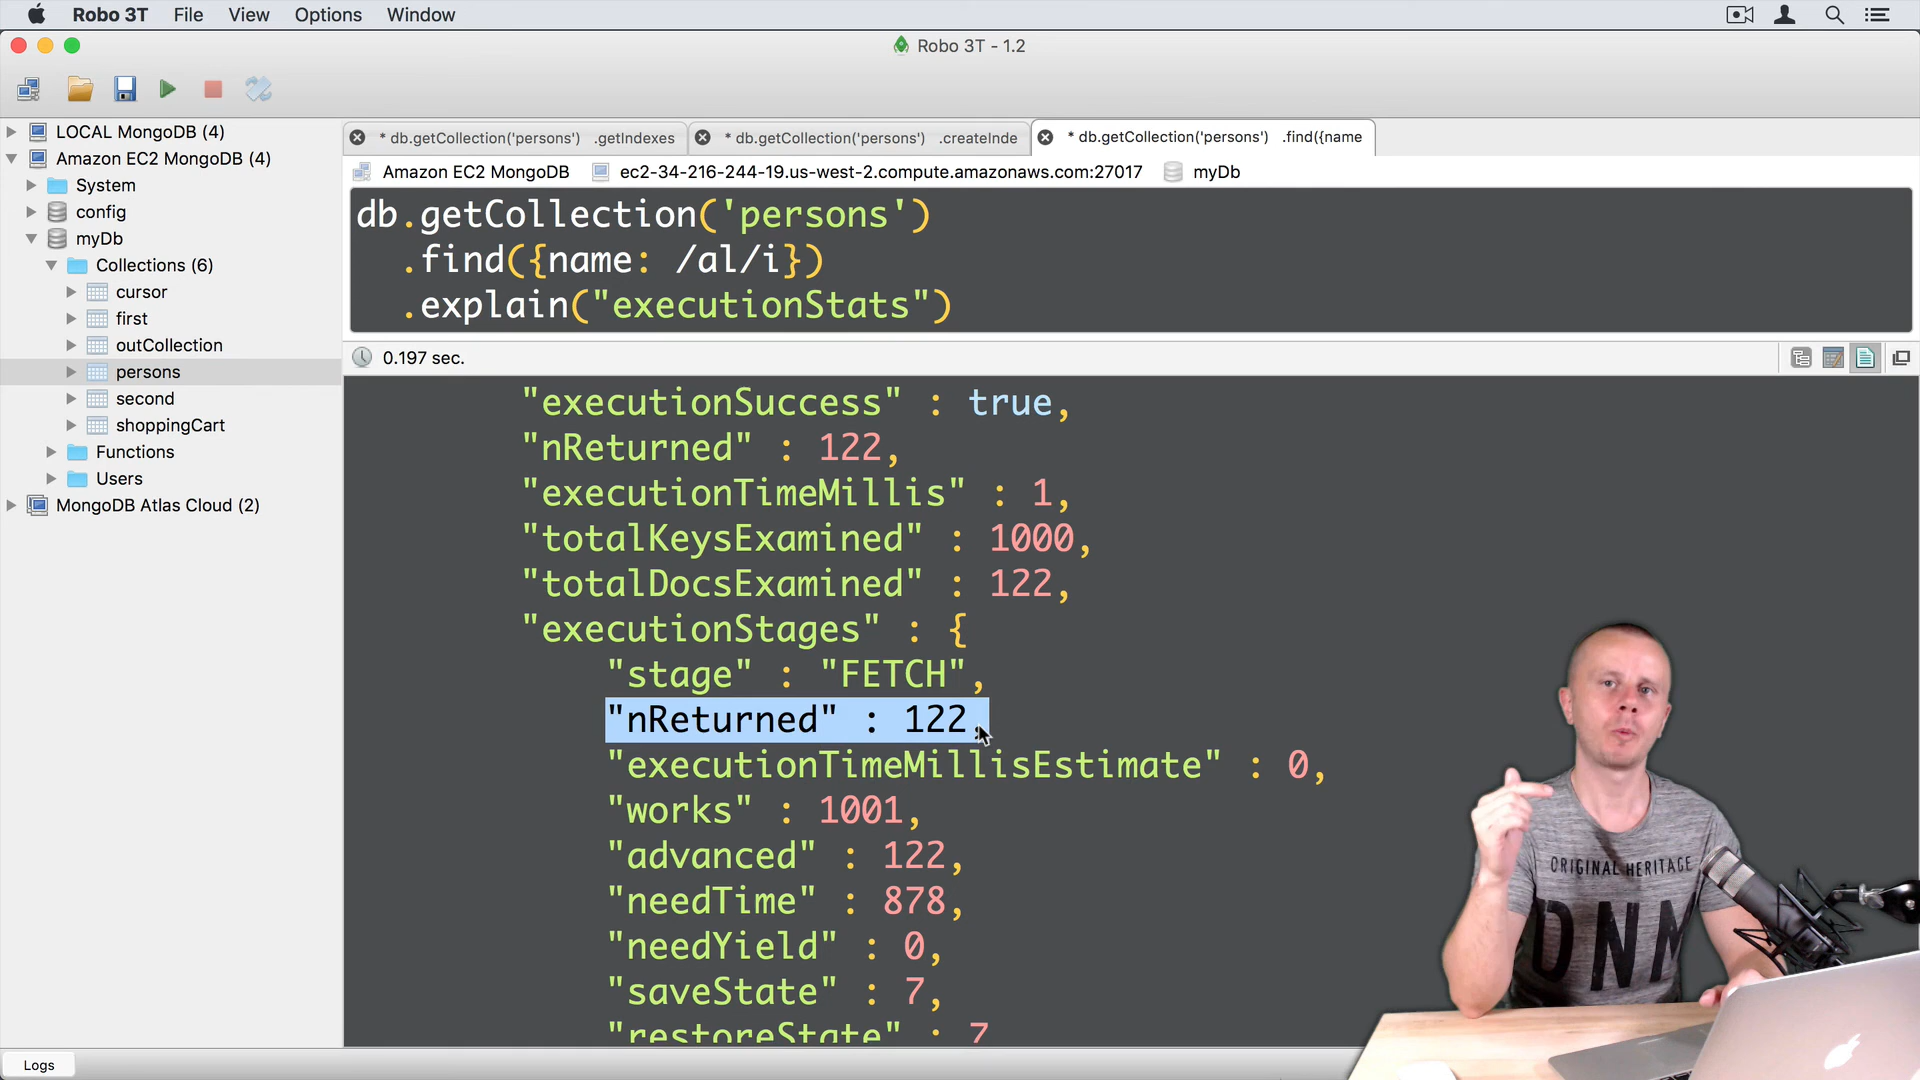 Robo 3T File View Options Window
Robo 3T - 1.2
LOCAL MongoDB (4)
Amazon EC2 MongoDB (4)
System
config
myDb
Collections (6)
cursor
first
outCollection
persons
second
shoppingCart
Functions
Users
MongoDB Atlas Cloud (2)
* db.getCollection('persons') .getIndexes
* db.getCollection('persons') .createInde
* db.getCollection('persons') .find({name
Amazon EC2 MongoDB ec2-34-216-244-19.us-west-2.compute.amazonaws.com:27017 myDb
db.getCollection('persons')
.find({name: /al/i})
.explain("executionStats")
0.197 sec.
"executionSuccess" : true,
"nReturned" : 122,
"executionTimeMillis" : 1,
"totalKeysExamined" : 1000,
"totalDocsExamined" : 122,
"executionStages" : {
"stage" : "FETCH",
"nReturned" : 122,
"executionTimeMillisEstimate" : 0,
"works" : 1001,
"advanced" : 122,
"needTime" : 878,
"needYield" : 0,
"saveState" : 7,
"restoreState" : 7
ORIGINAL HERITAGE
DNM
Logs